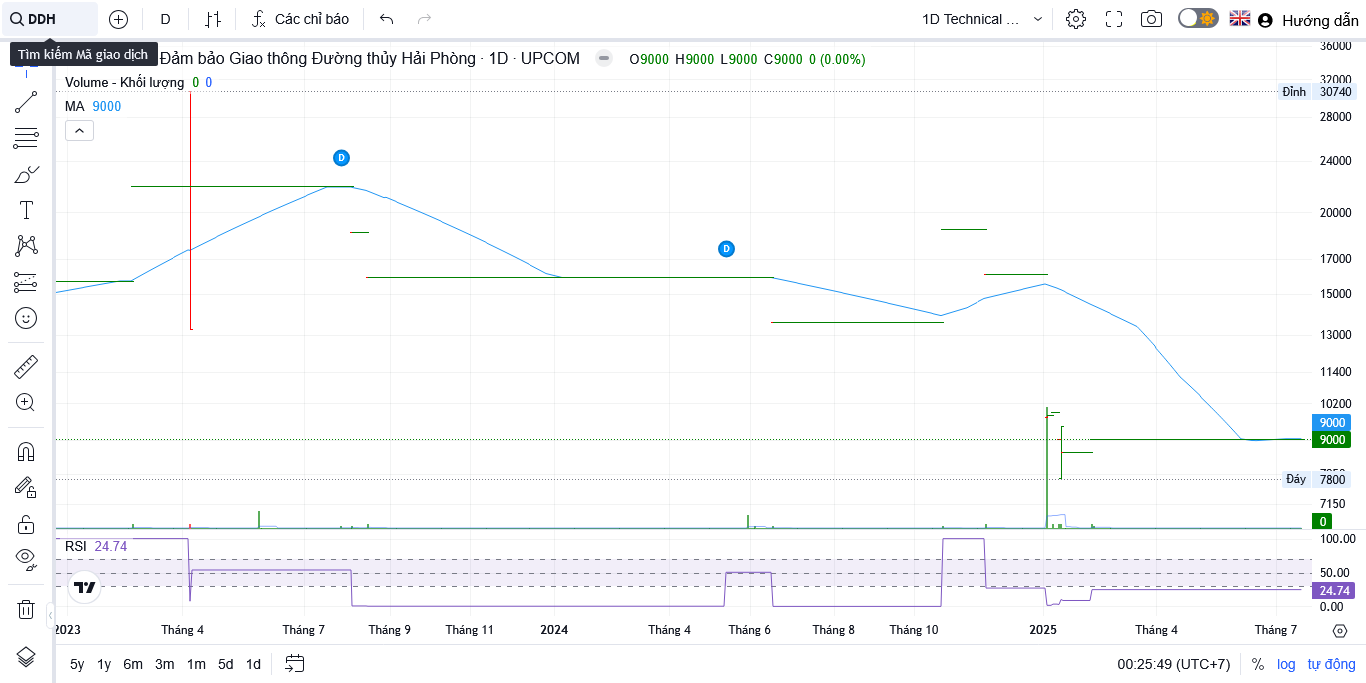 DDH D Các chỉ báo 1D Technical ... Hướng dẫn
Tìm kiếm Mã giao dịch
Đảm bảo Giao thông Đường thủy Hải Phòng · 1D · UPCOM O9000 H9000 L9000 C9000 0 (0.00%)
Volume - Khối lượng 0 0
MA 9000
D
D
36000
32000
Đỉnh 30740
28000
24000
20000
17000
15000
13000
11400
10200
9000
9000
Đáy 7800
7150
0
RSI 24.74
100.00
50.00
24.74
0.00
2023 Tháng 4 Tháng 7 Tháng 9 Tháng 11 2024 Tháng 4 Tháng 6 Tháng 8 Tháng 10 2025 Tháng 4 Tháng 7
5y 1y 6m 3m 1m 5d 1d 00:25:49 (UTC+7) % log tự động